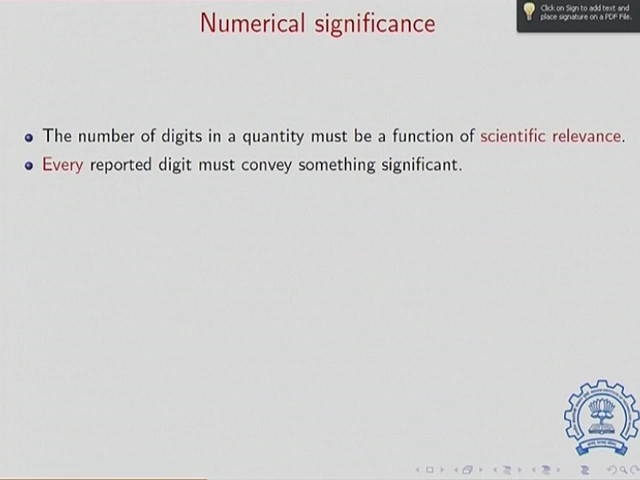 Numerical significance
Click on Sign to add text and
place signature on a PDF File.
The number of digits in a quantity must be a function of scientific relevance.
Every reported digit must convey something significant.